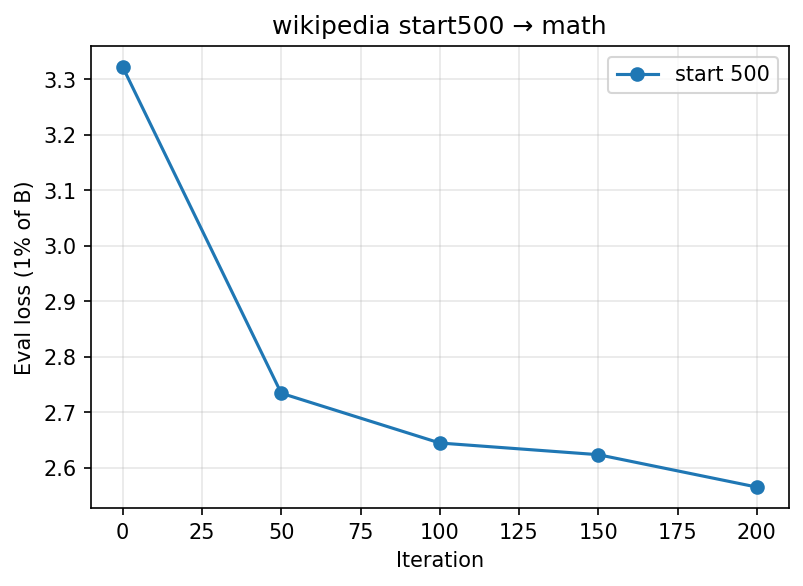 wikipedia start500 → math
start 500
Eval loss (1% of B)
3.3
3.2
3.1
3.0
2.9
2.8
2.7
2.6
0 25 50 75 100 125 150 175 200
Iteration